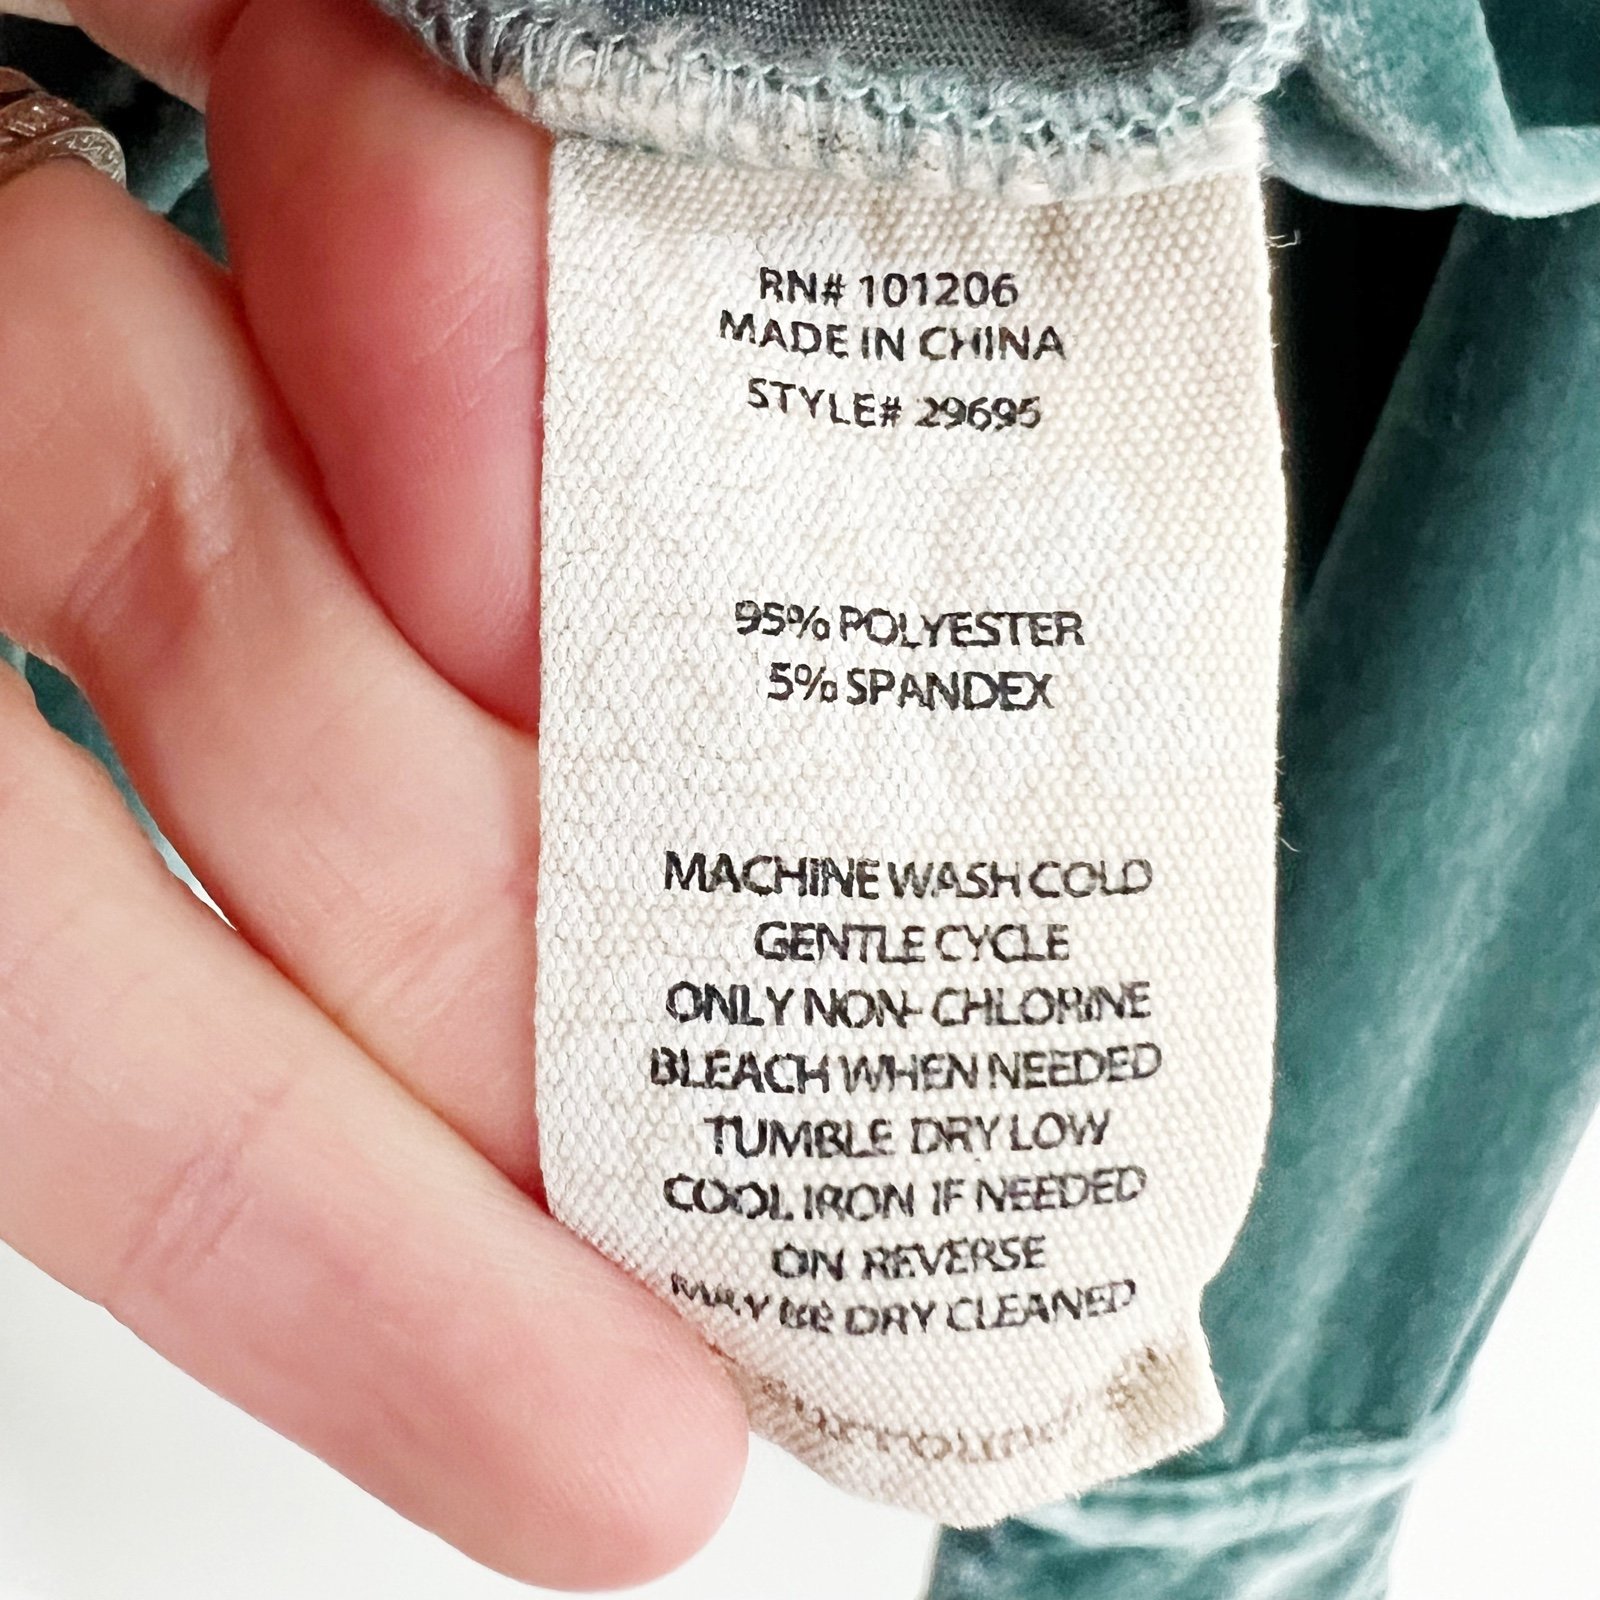 RN# 101206
MADE IN CHINA
STYLE# 29695
95% POLYESTER
5% SPANDEX
MACHINE WASH COLD
GENTLE CYCLE
ONLY NON-CHLORINE
BLEACH WHEN NEEDED
TUMBLE DRY LOW
COOL IRON IF NEEDED
ON REVERSE
MAY BE DRY CLEANED